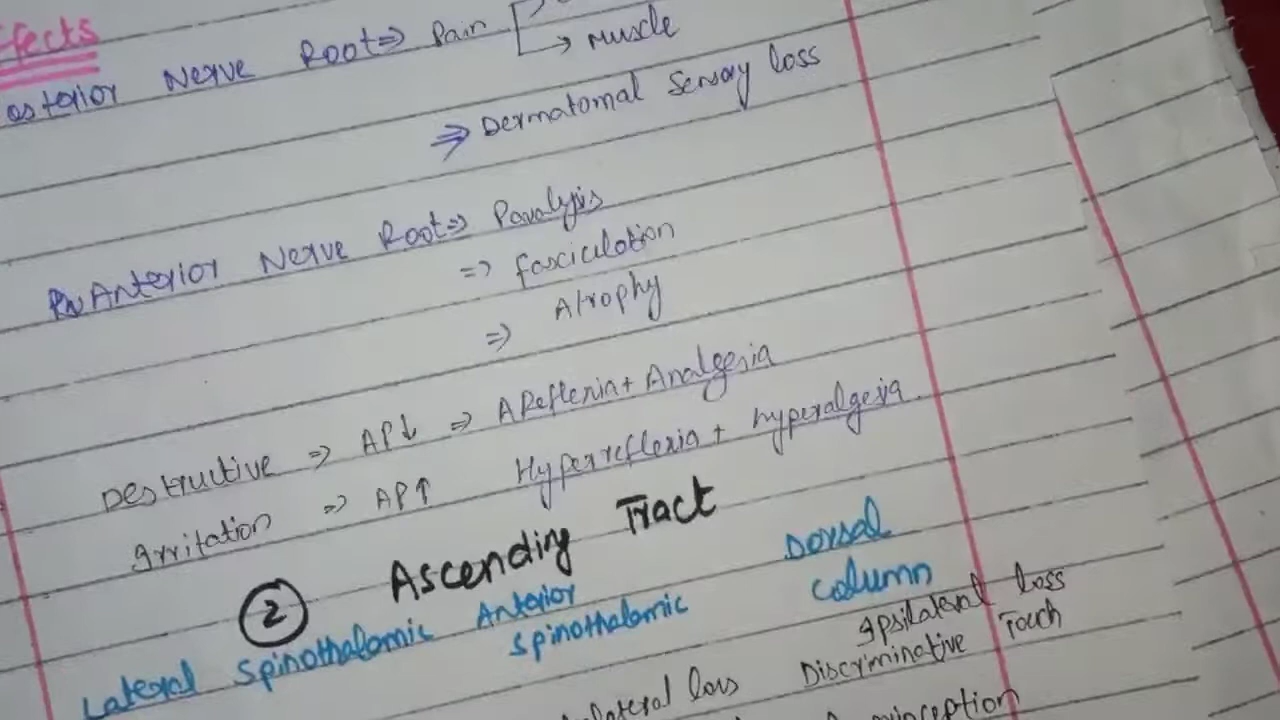 ffects
osterior Nerve Root => Pain
→ Muscle
=> Dermatomal Sensory loss
Anterior Nerve Root => Paralysis
=> fasciculation
=> Atrophy
Destructive => AP↓ => AReflexia + Analgesia
Irritation => AP↑ Hyperreflexia + hyperalgesia
② Ascending Tract
Lateral Spinothalamic Anterior spinothalamic Dorsal column
Ipsilateral loss
lateral loss Discriminative Touch